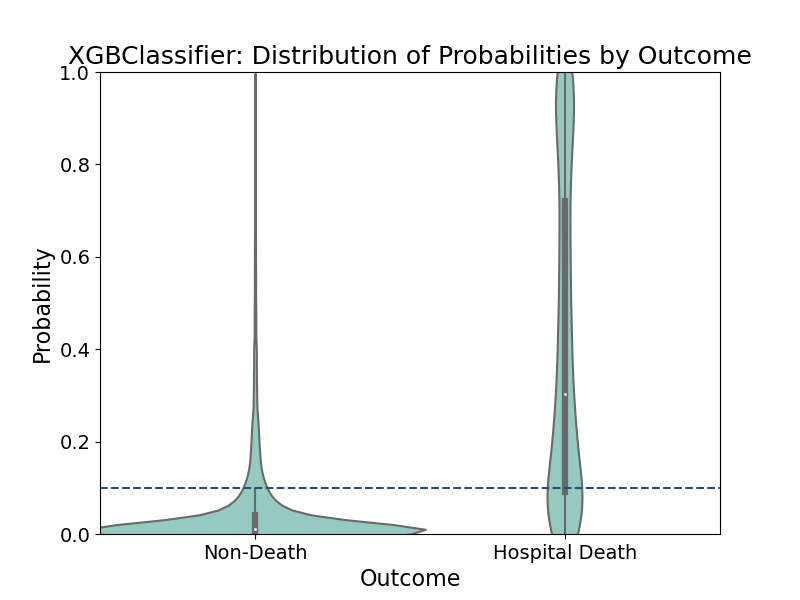 XGBClassifier: Distribution of Probabilities by Outcome
1.0
0.8
0.6
0.4
0.2
0.0
Probability
Non-Death
Hospital Death
Outcome